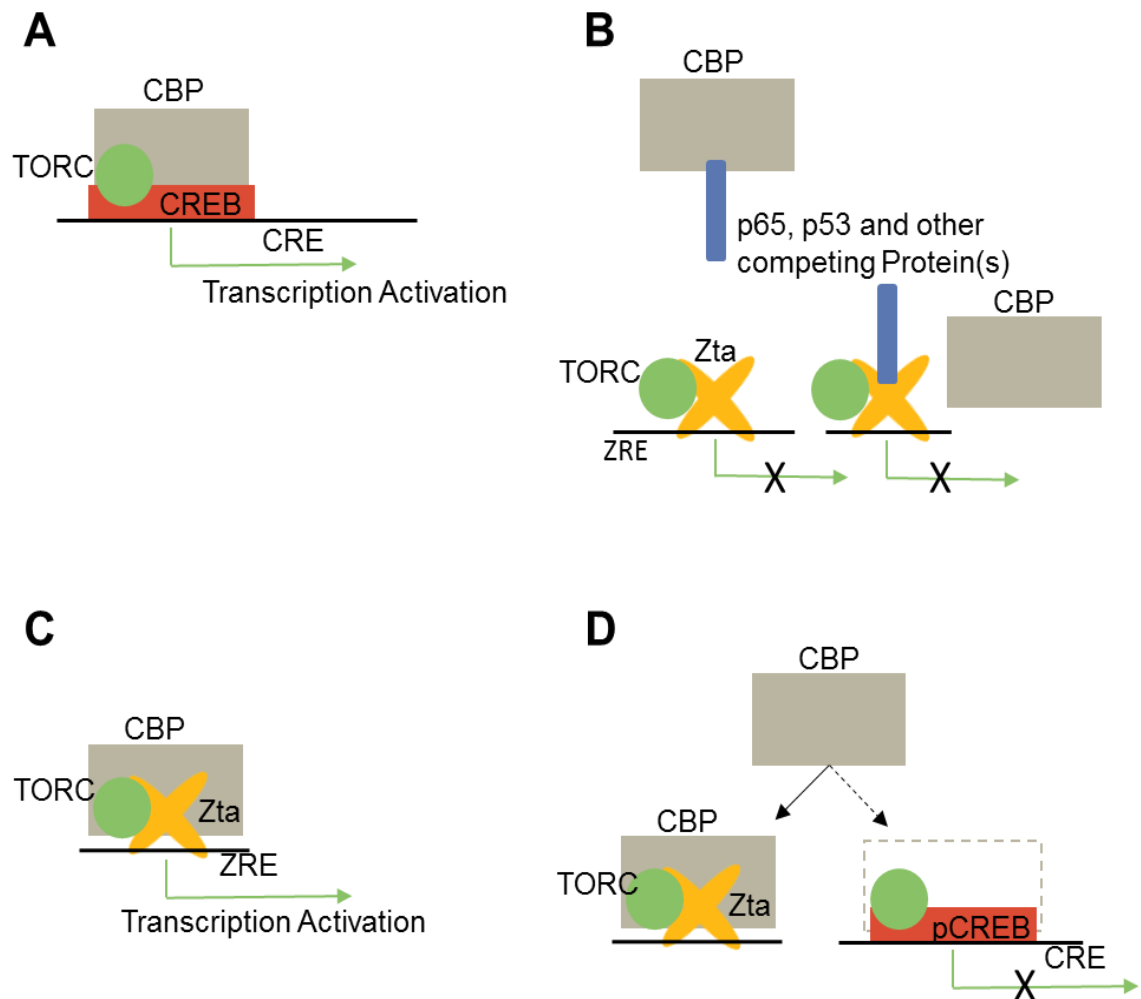 A
CBP
TORC
CREB
CRE
Transcription Activation
B
CBP
p65, p53 and other
competing Protein(s)
CBP
Zta
TORC
ZRE
X
X
C
CBP
TORC
Zta
ZRE
Transcription Activation
D
CBP
CBP
TORC
Zta
pCREB
CRE
X